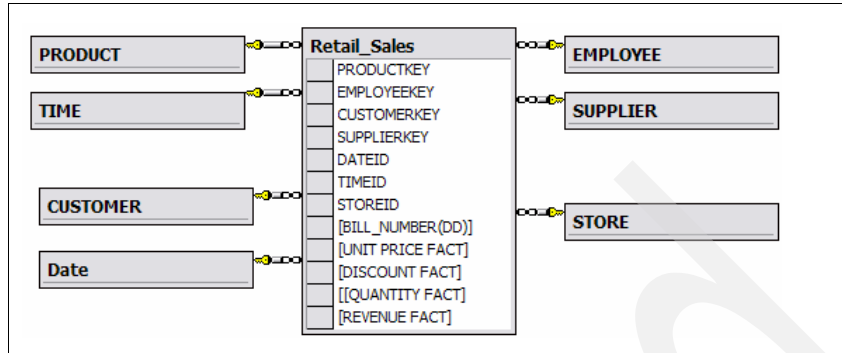 PRODUCT
TIME
CUSTOMER
Date
Retail_Sales
PRODUCTKEY
EMPLOYEEKEY
CUSTOMERKEY
SUPPLIERKEY
DATEID
TIMEID
STOREID
[BILL_NUMBER(DD)]
[UNIT PRICE FACT]
[DISCOUNT FACT]
[[QUANTITY FACT]
[REVENUE FACT]
EMPLOYEE
SUPPLIER
STORE